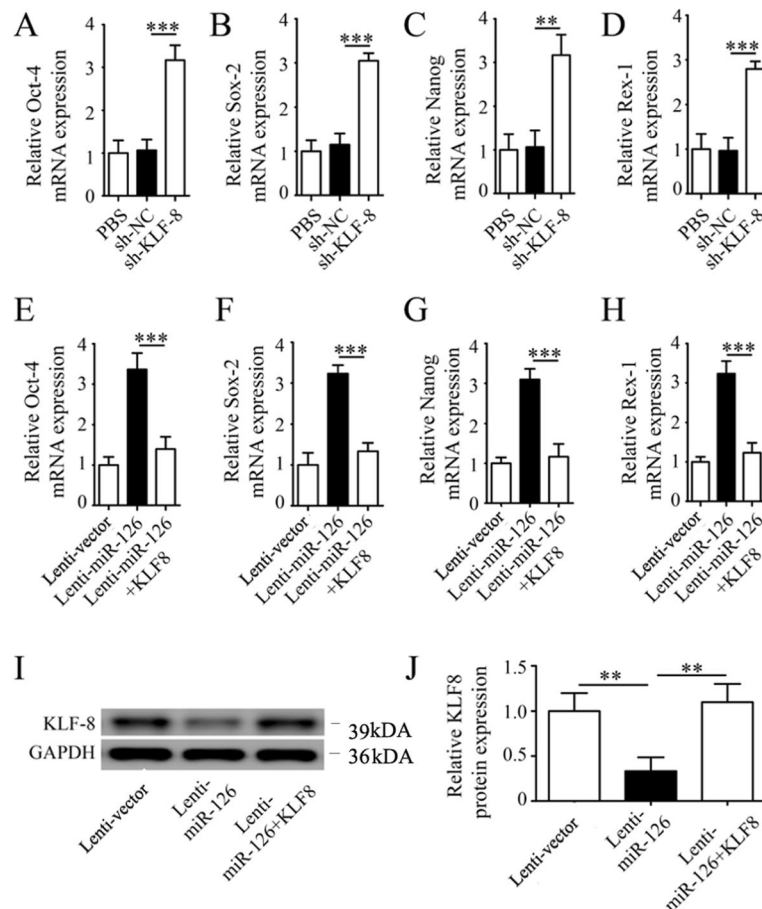 A
Relative Oct-4
mRNA expression
4
3
2
1
0
***
PBS
sh-NC
sh-KLF-8
B
Relative Sox-2
mRNA expression
4
3
2
1
0
***
PBS
sh-NC
sh-KLF-8
C
Relative Nanog
mRNA expression
4
3
2
1
0
**
PBS
sh-NC
sh-KLF-8
D
Relative Rex-1
mRNA expression
4
3
2
1
0
***
PBS
sh-NC
sh-KLF-8
E
Relative Oct-4
mRNA expression
4
3
2
1
0
***
Lenti-vector
Lenti-miR-126
Lenti-miR-126
+KLF8
F
Relative Sox-2
mRNA expression
4
3
2
1
0
***
Lenti-vector
Lenti-miR-126
Lenti-miR-126
+KLF8
G
Relative Nanog
mRNA expression
4
3
2
1
0
***
Lenti-vector
Lenti-miR-126
Lenti-miR-126
+KLF8
H
Relative Rex-1
mRNA expression
4
3
2
1
0
***
Lenti-vector
Lenti-miR-126
Lenti-miR-126
+KLF8
I
KLF-8
39kDA
GAPDH
36kDA
Lenti-vector
Lenti-
miR-126
Lenti-
miR-126+KLF8
J
Relative KLF8
protein expression
1.5
1.0
0.5
0
**
**
Lenti-vector
Lenti-
miR-126
Lenti-
miR-126+KLF8